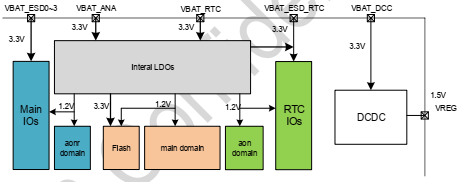 VBAT_ESD0~3
VBAT_ANA
VBAT_RTC
VBAT_ESD_RTC
VBAT_DCC
3.3V
3.3V
3.3V
3.3V
3.3V
Interal LDOs
Main
IOs
1.2V
3.3V
1.2V
1.2V
RTC
IOs
DCDC
1.5V
VREG
aonr
domain
Flash
main domain
aon
domain